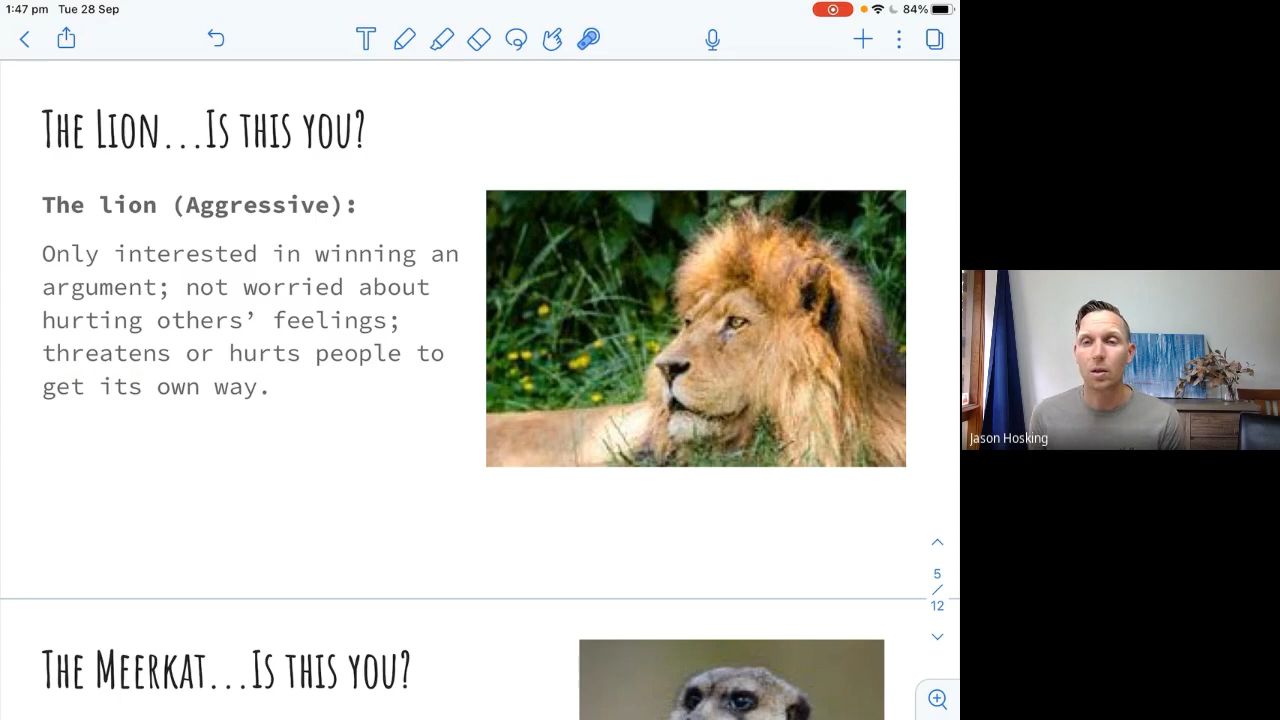 1:47 pm Tue 28 Sep
84%
The Lion...Is this you?
The lion (Aggressive):
Only interested in winning an
argument; not worried about
hurting others’ feelings;
threatens or hurts people to
get its own way.
Jason Hosking
5
/
12
The Meerkat...Is this you?